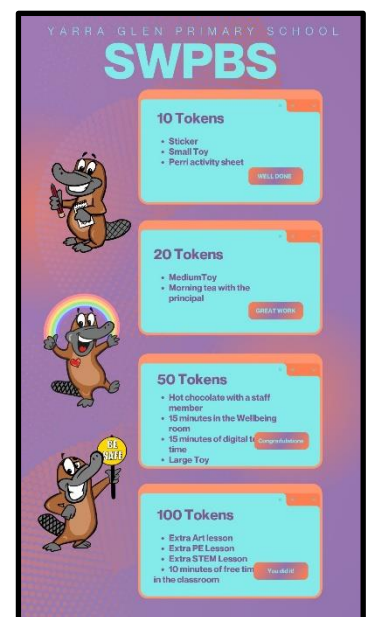 YARRA GLEN PRIMARY SCHOOL
SWPBS
10 Tokens
• Sticker
• Small Toy
• Perri activity sheet
WELL DONE
20 Tokens
• MediumToy
• Morning tea with the
principal
GREAT WORK
50 Tokens
• Hot chocolate with a staff
member
• 15 minutes in the Wellbeing
room
• 15 minutes of digital
time
• Large Toy
Congradulations
BE
SAFE
100 Tokens
• Extra Art lesson
• Extra PE Lesson
• Extra STEM Lesson
• 10 minutes of free
in the classroom
You did it!